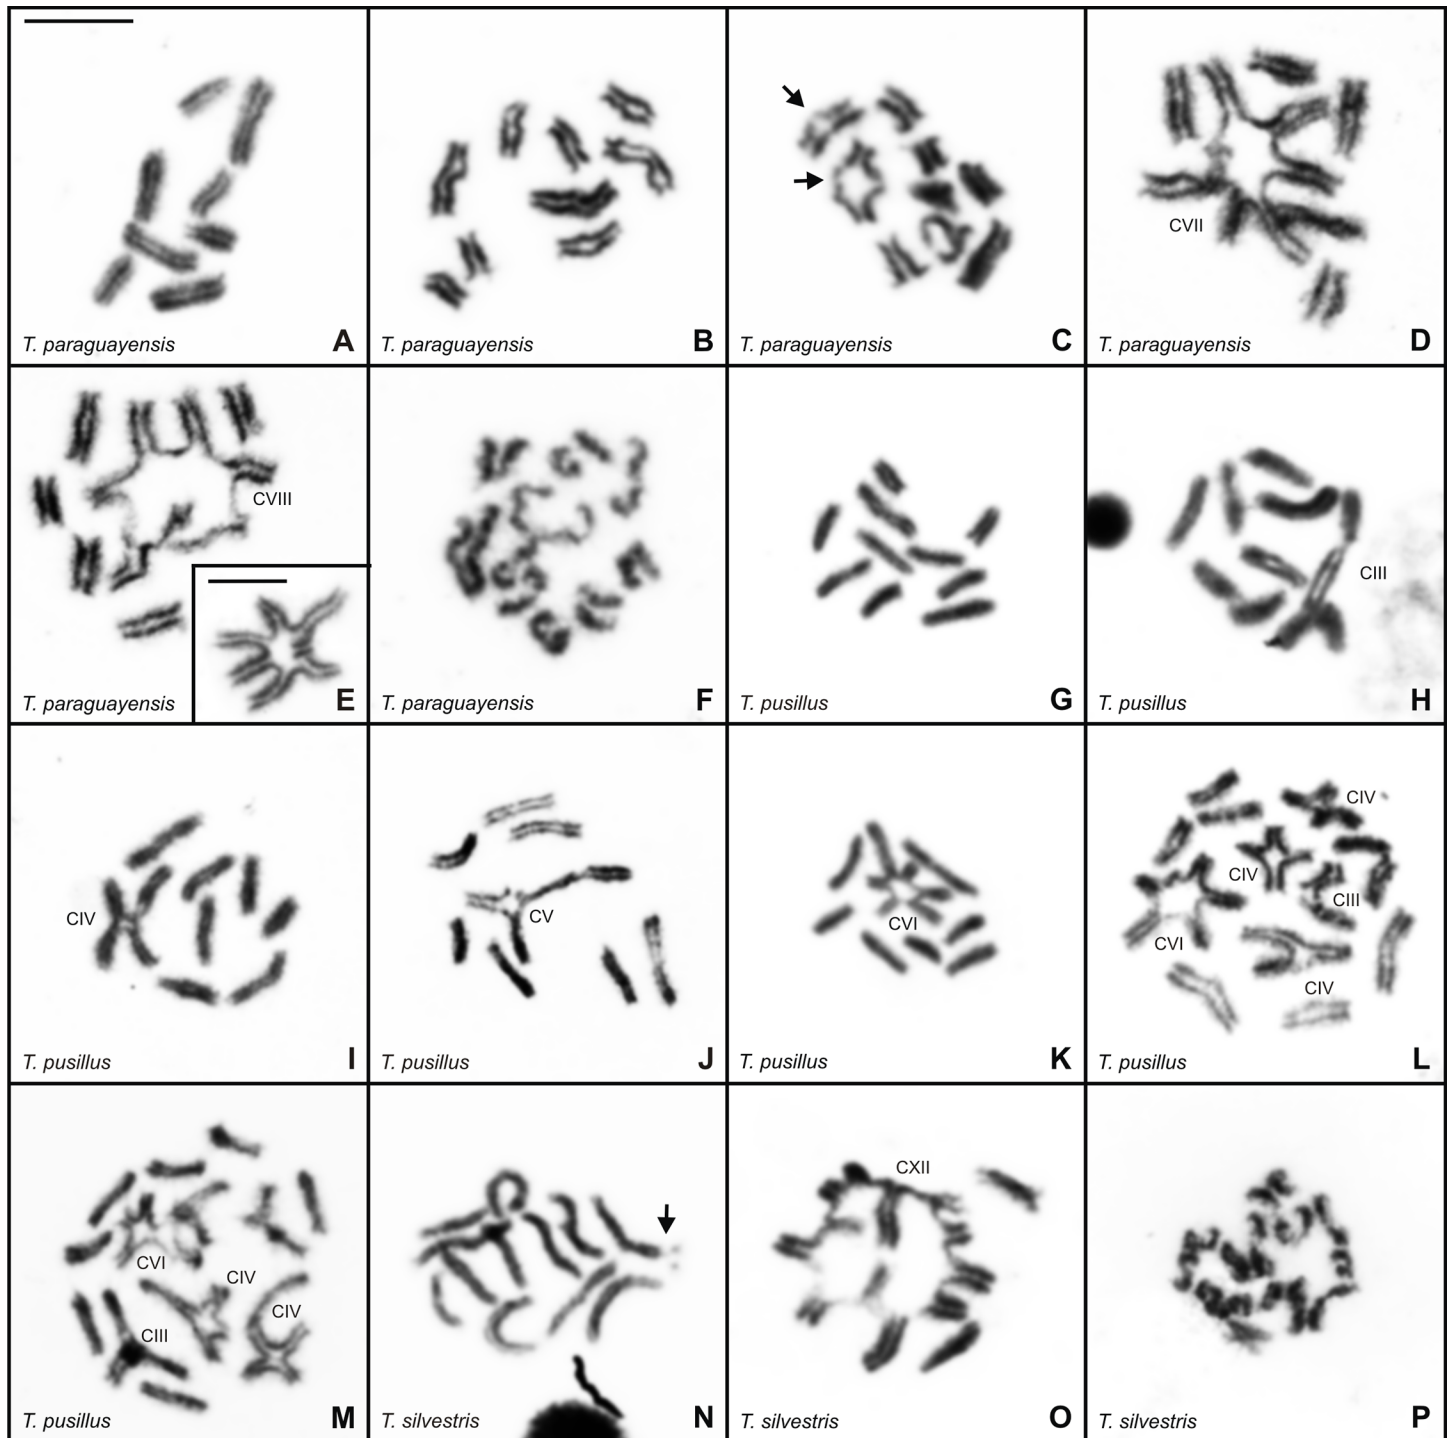 T. paraguayensis A
T. paraguayensis B
T. paraguayensis C
CVII
T. paraguayensis D
CVIII
T. paraguayensis E
T. paraguayensis F
T. pusillus G
CIII
T. pusillus H
CIV
T. pusillus I
CV
T. pusillus J
CVI
T. pusillus K
CIV
CIV
CIII
CVI
CIV
T. pusillus L
CVI
CIV
CIV
CIII
T. pusillus M
T. silvestris N
CXII
T. silvestris O
T. silvestris P